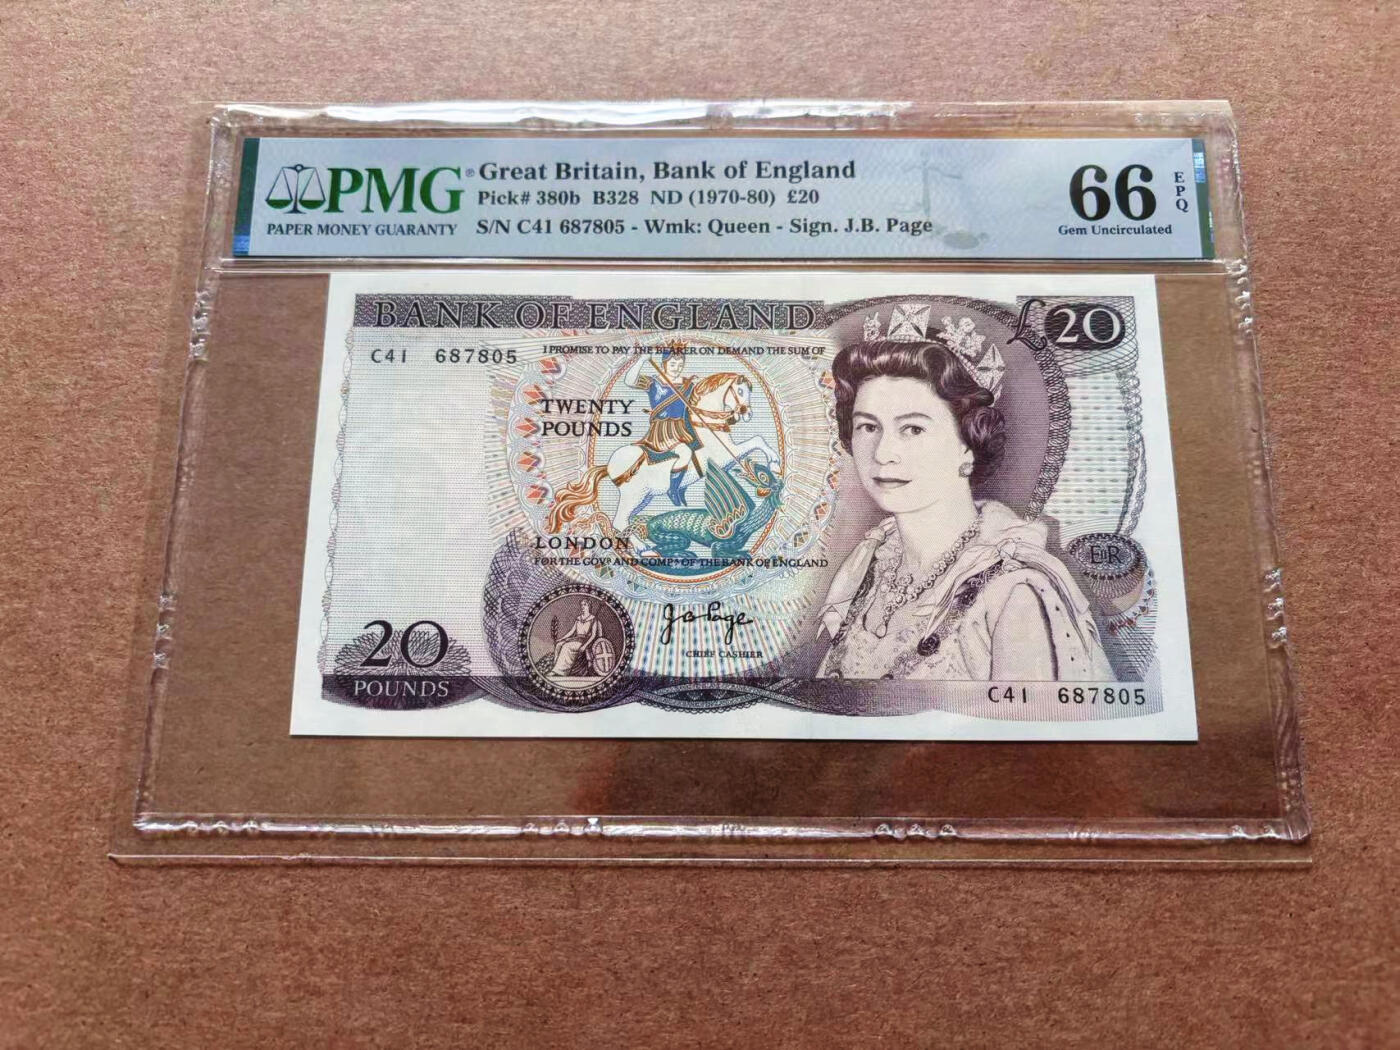 PMG®
PAPER MONEY GUARANTY
Great Britain, Bank of England
Pick# 380b B328 ND (1970-80) £20
S/N C41 687805 - Wmk: Queen - Sign. J.B. Page
66
EPQ
Gem Uncirculated
BANK OF ENGLAND
£20
C41 687805
I PROMISE TO PAY THE BEARER ON DEMAND THE SUM OF
TWENTY
POUNDS
LONDON
FOR THE GOVR AND COMPA OF THE BANK OF ENGLAND
EIIR
J B Page
CHIEF CASHIER
20
POUNDS
C41 687805